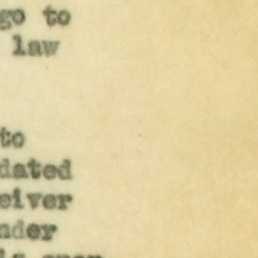 go to
law
to
dated
eiver
nder